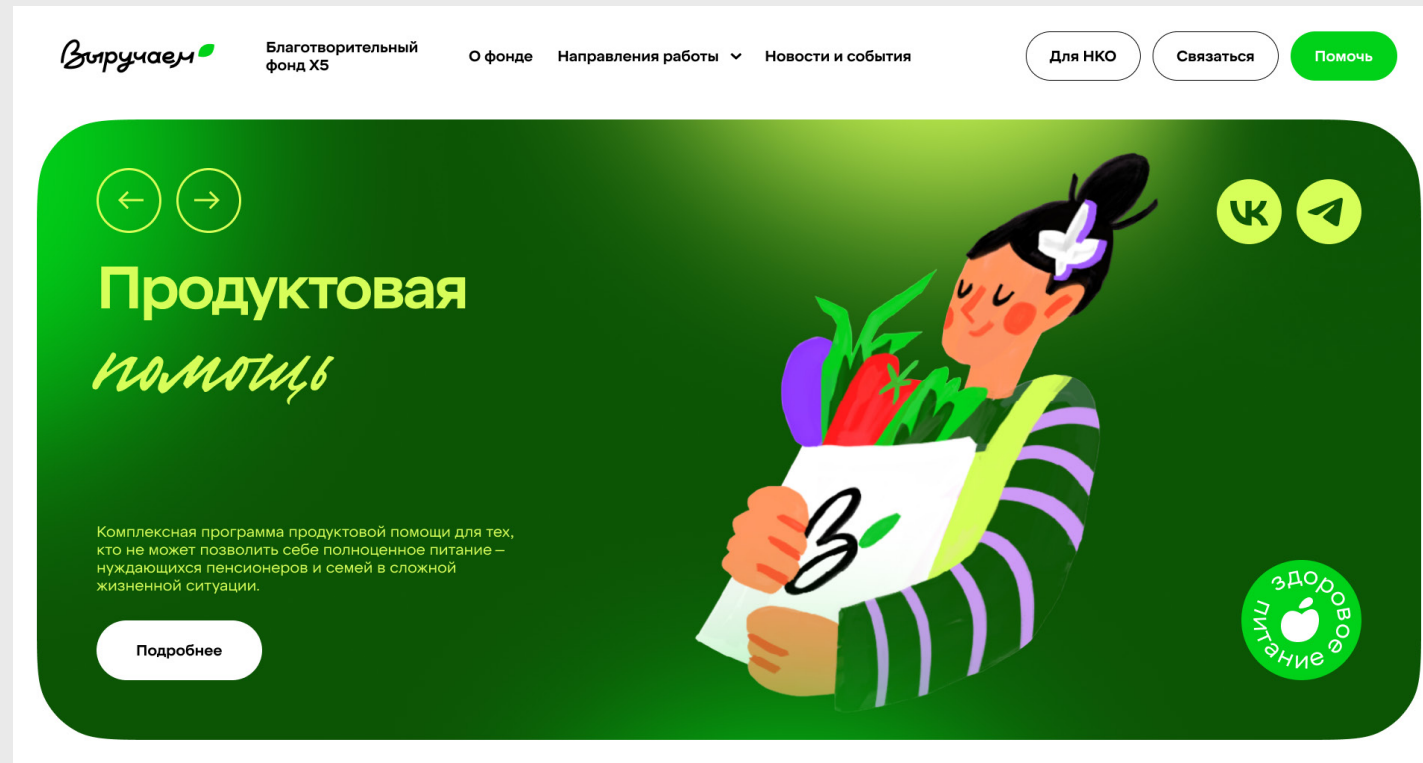 Выручаем
Благотворительный
фонд X5
О фонде
Направления работы
Новости и события
Для НКО
Связаться
Помочь
Продуктовая
помощь
Комплексная программа продуктовой помощи для тех,
кто не может позволить себе полноценное питание –
нуждающихся пенсионеров и семей в сложной
жизненной ситуации.
Подробнее
В
здоровое питание